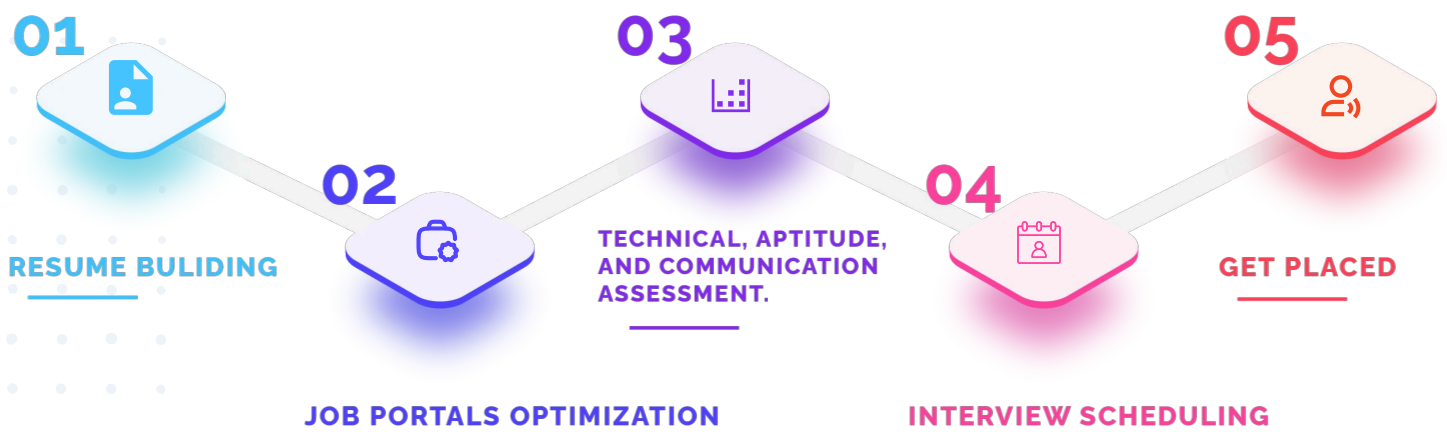 01
RESUME BULIDING
02
JOB PORTALS OPTIMIZATION
03
TECHNICAL, APTITUDE,
AND COMMUNICATION
ASSESSMENT.
04
INTERVIEW SCHEDULING
05
GET PLACED